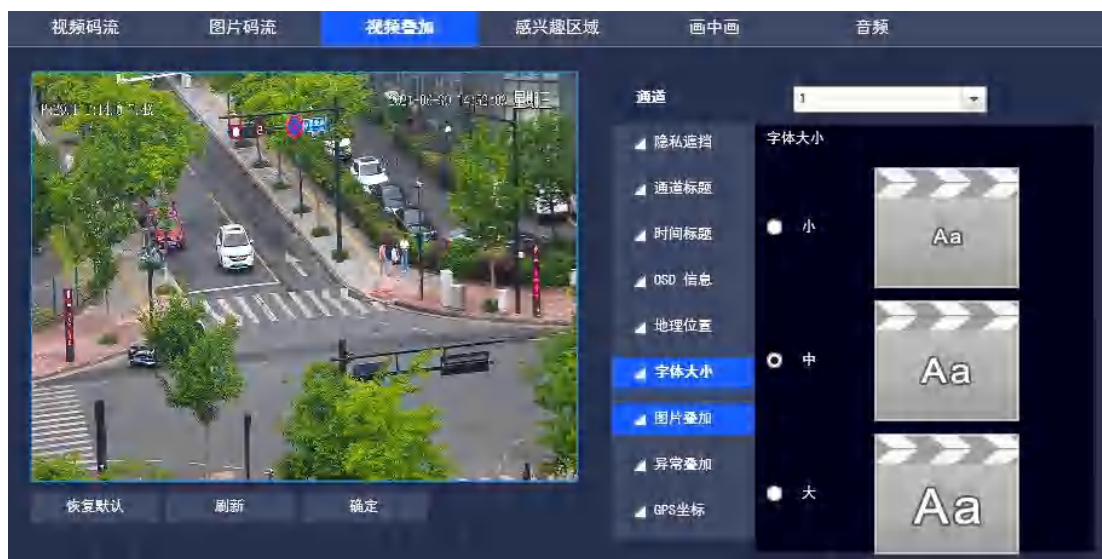 视频码流 图片码流 视频叠加 感兴趣区域 画中画 音频
通道 1
隐私遮挡
通道标题
时间标题
OSD 信息
地理位置
字体大小
图片叠加
异常叠加
GPS坐标
字体大小
小 Aa
中 Aa
大 Aa
恢复默认 刷新 确定